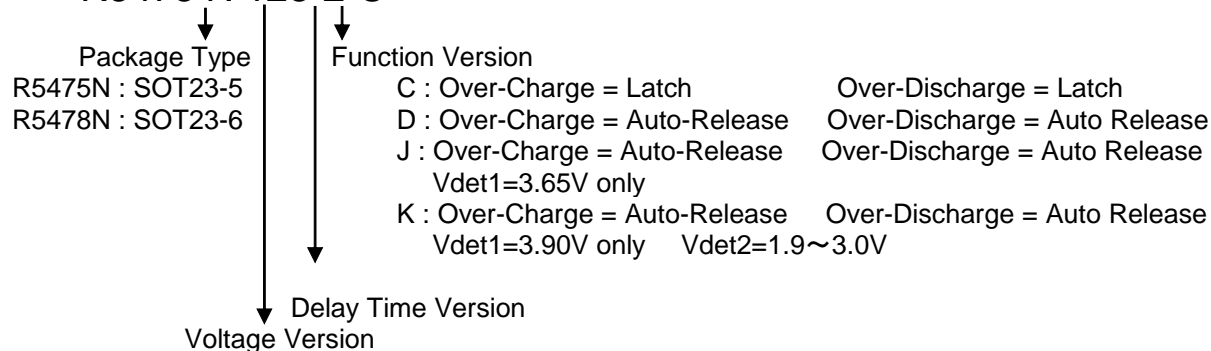 Package Type Function Version
R5475N : SOT23-5 C : Over-Charge = Latch Over-Discharge = Latch
R5478N : SOT23-6 D : Over-Charge = Auto-Release Over-Discharge = Auto Release
J : Over-Charge = Auto-Release Over-Discharge = Auto Release
Vdet1=3.65V only
K : Over-Charge = Auto-Release Over-Discharge = Auto Release
Vdet1=3.90V only Vdet2=1.9～3.0V
Delay Time Version
Voltage Version